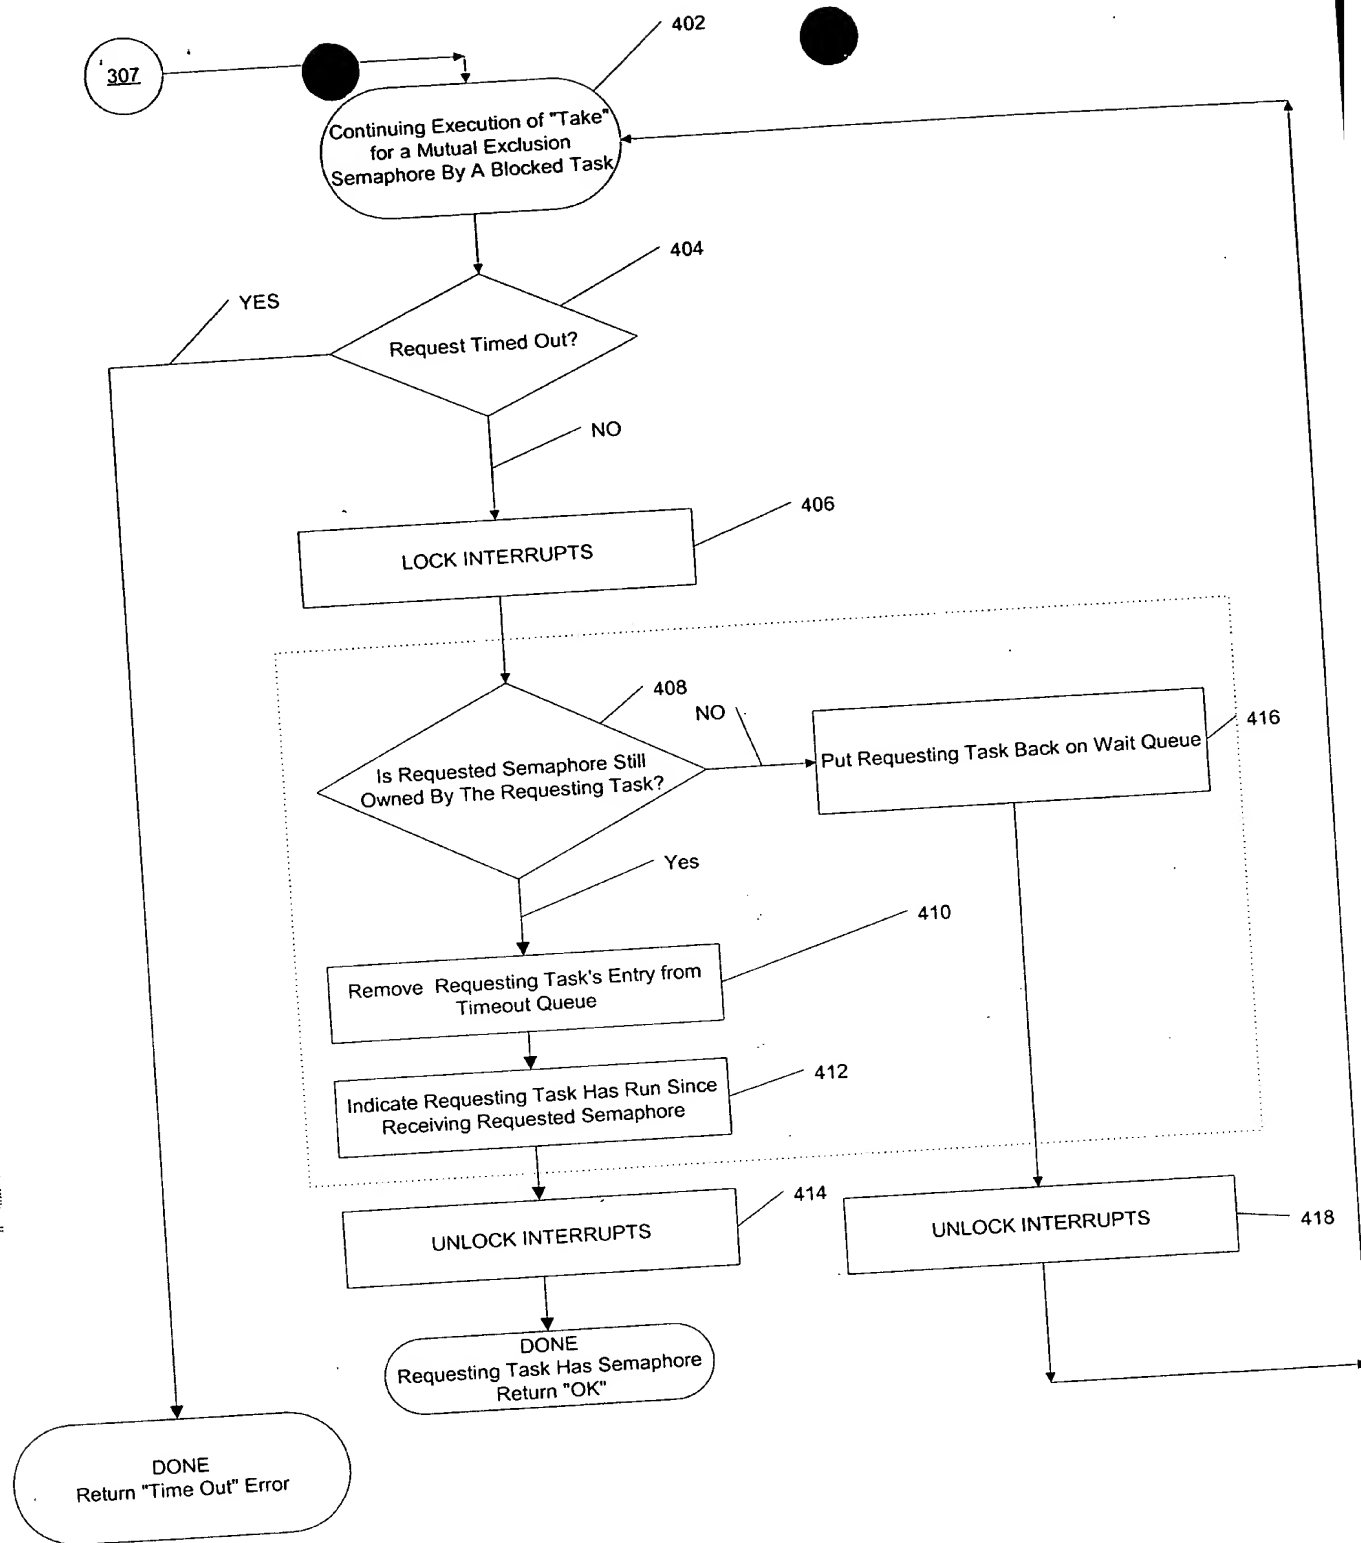 402
307
Continuing Execution of "Take"
for a Mutual Exclusion
Semaphore By A Blocked Task
404
YES
Request Timed Out?
NO
406
LOCK INTERRUPTS
408
NO
416
Put Requesting Task Back on Wait Queue
Is Requested Semaphore Still
Owned By The Requesting Task?
Yes
410
Remove Requesting Task's Entry from
Timeout Queue
412
Indicate Requesting Task Has Run Since
Receiving Requested Semaphore
414
UNLOCK INTERRUPTS
UNLOCK INTERRUPTS
418
DONE
Requesting Task Has Semaphore
Return "OK"
DONE
Return "Time Out" Error